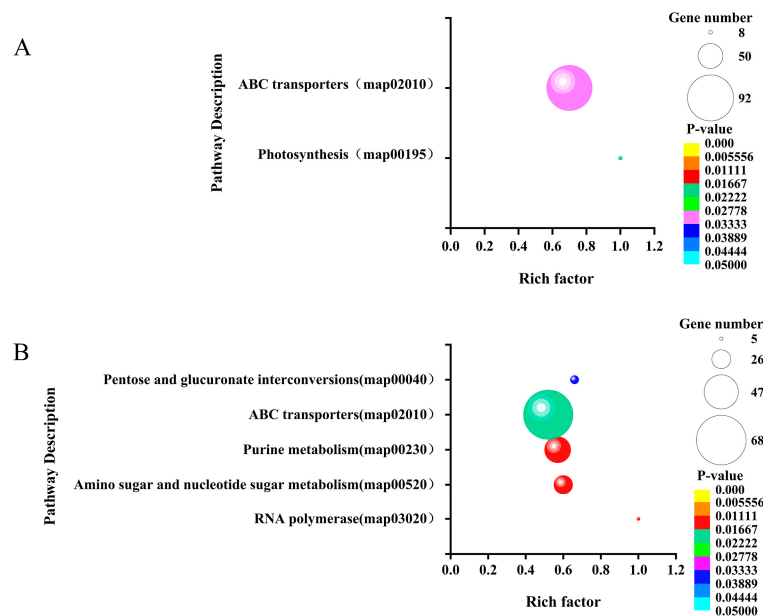 A
Pathway Description
ABC transporters（map02010）
Photosynthesis（map00195）
0.0 0.2 0.4 0.6 0.8 1.0 1.2
Rich factor
Gene number
8
50
92
P-value
0.000
0.005556
0.01111
0.01667
0.02222
0.02778
0.03333
0.03889
0.04444
0.05000
B
Pathway Description
Pentose and glucuronate interconversions(map00040）
ABC transporters(map02010）
Purine metabolism(map00230）
Amino sugar and nucleotide sugar metabolism(map00520）
RNA polymerase(map03020）
0.0 0.2 0.4 0.6 0.8 1.0 1.2
Rich factor
Gene number
5
26
47
68
P-value
0.000
0.005556
0.01111
0.01667
0.02222
0.02778
0.03333
0.03889
0.04444
0.05000